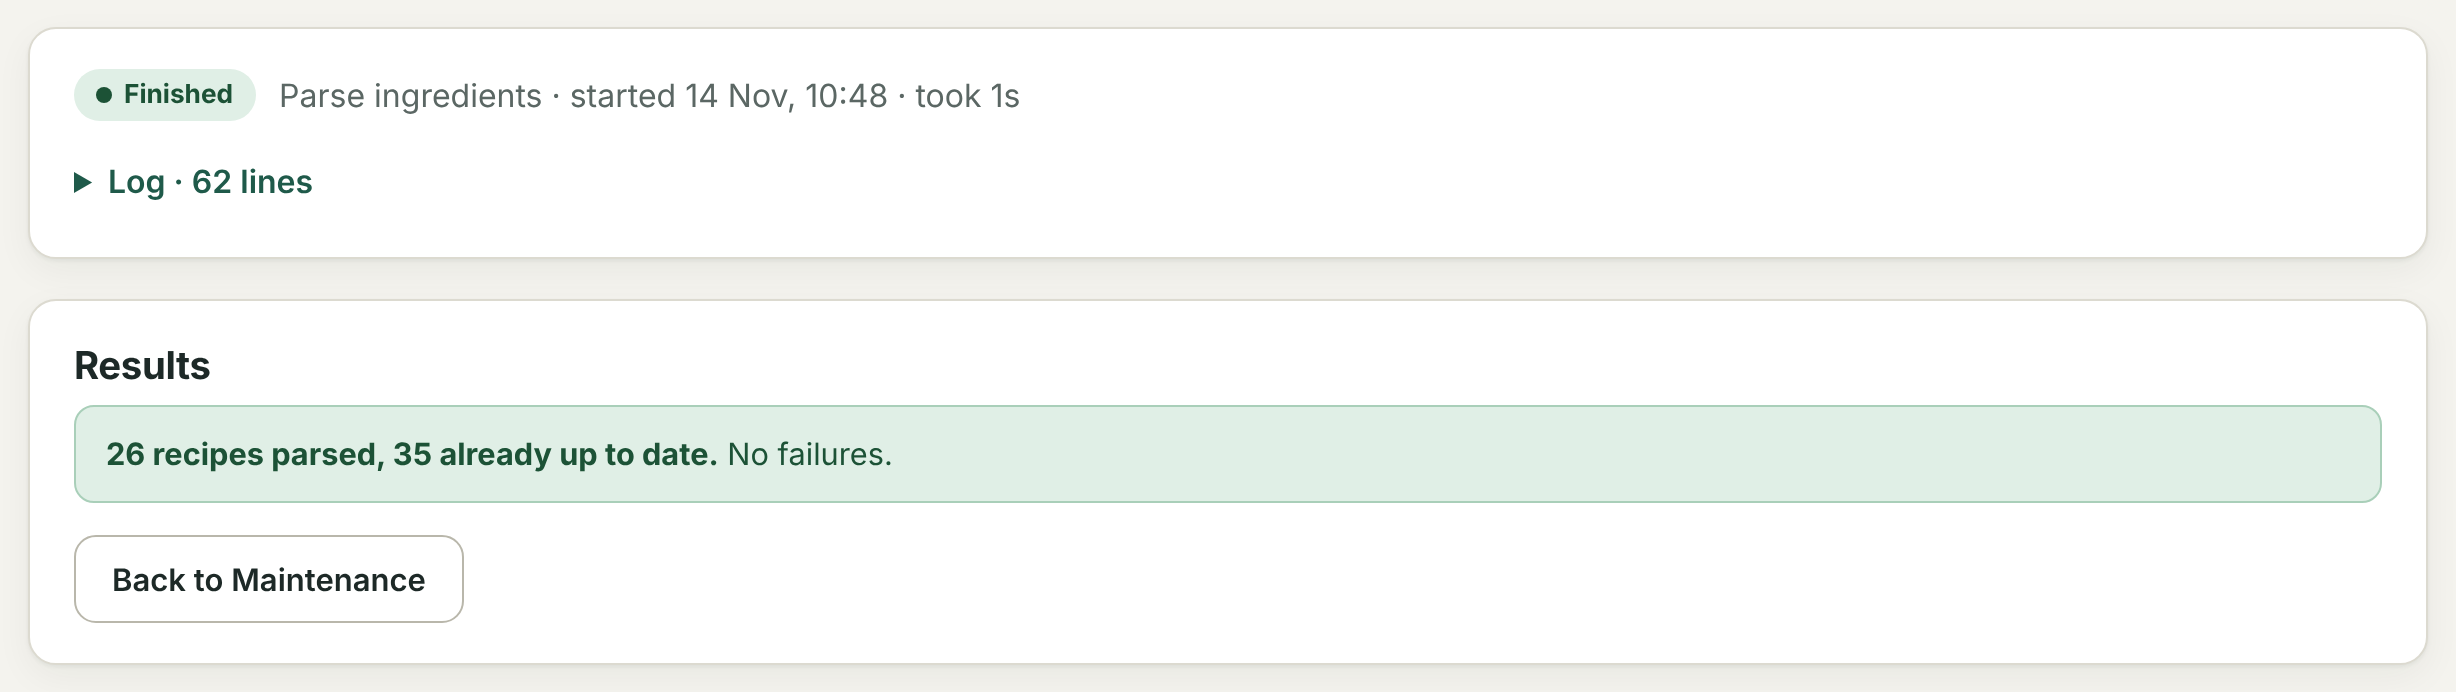 Finished Parse ingredients · started 14 Nov, 10:48 · took 1s
Log · 62 lines
Results
26 recipes parsed, 35 already up to date. No failures.
Back to Maintenance